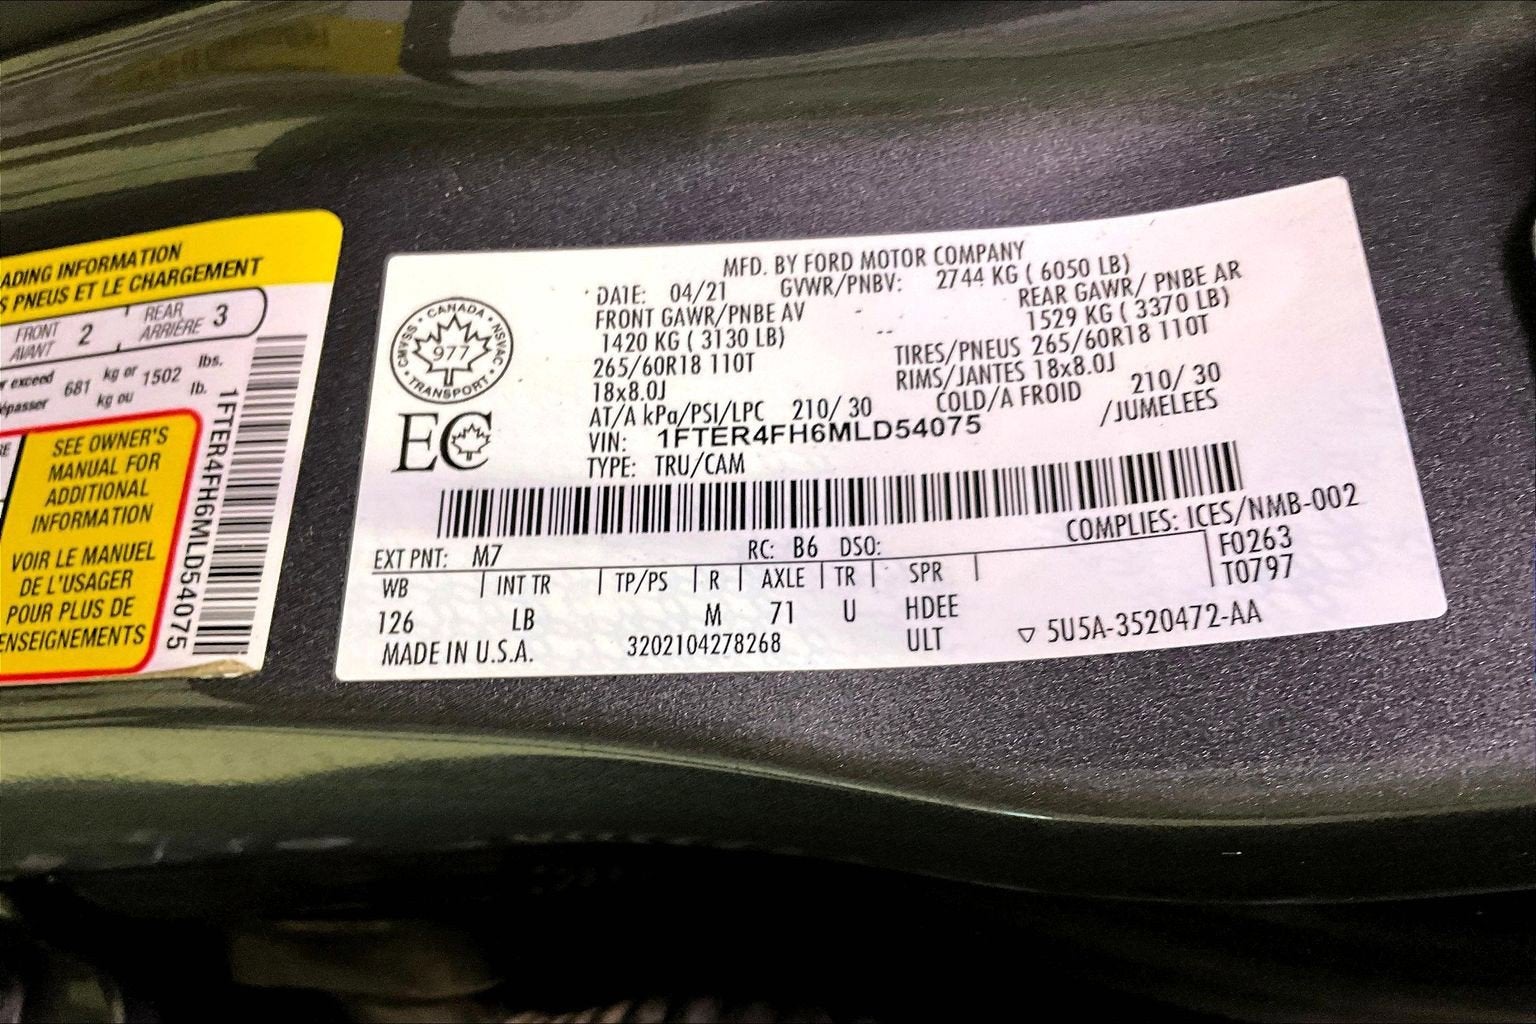 ADING INFORMATION
S PNEUS ET LE CHARGEMENT
FRONT
AVANT 2
REAR
ARRIÈRE 3
r exceed 681 kg or 1502 lbs.
épasser kg ou lb.
SEE OWNER'S
MANUAL FOR
ADDITIONAL
INFORMATION
VOIR LE MANUEL
DE L'USAGER
POUR PLUS DE
ENSEIGNEMENTS
1FTER4FH6MLD54075
MFD. BY FORD MOTOR COMPANY
DATE: 04/21 GVWR/PNBV: 2744 KG ( 6050 LB)
FRONT GAWR/PNBE AV REAR GAWR/ PNBE AR
1420 KG ( 3130 LB) 1529 KG ( 3370 LB)
265/60R18 110T TIRES/PNEUS 265/60R18 110T
18x8.0J RIMS/JANTES 18x8.0J
AT/A kPa/PSI/LPC 210/ 30 COLD/A FROID 210/ 30
VIN: 1FTER4FH6MLD54075 /JUMELEES
TYPE: TRU/CAM
CANADA
CMVSS 977 NSVAC
TRANSPORT
EC
COMPLIES: ICES/NMB-002
EXT PNT: M7 RC: B6 DSO: F0263
WB INT TR TP/PS R AXLE TR SPR T0797
126 LB M 71 U HDEE
MADE IN U.S.A. 3202104278268 ULT ▽ 5U5A-3520472-AA